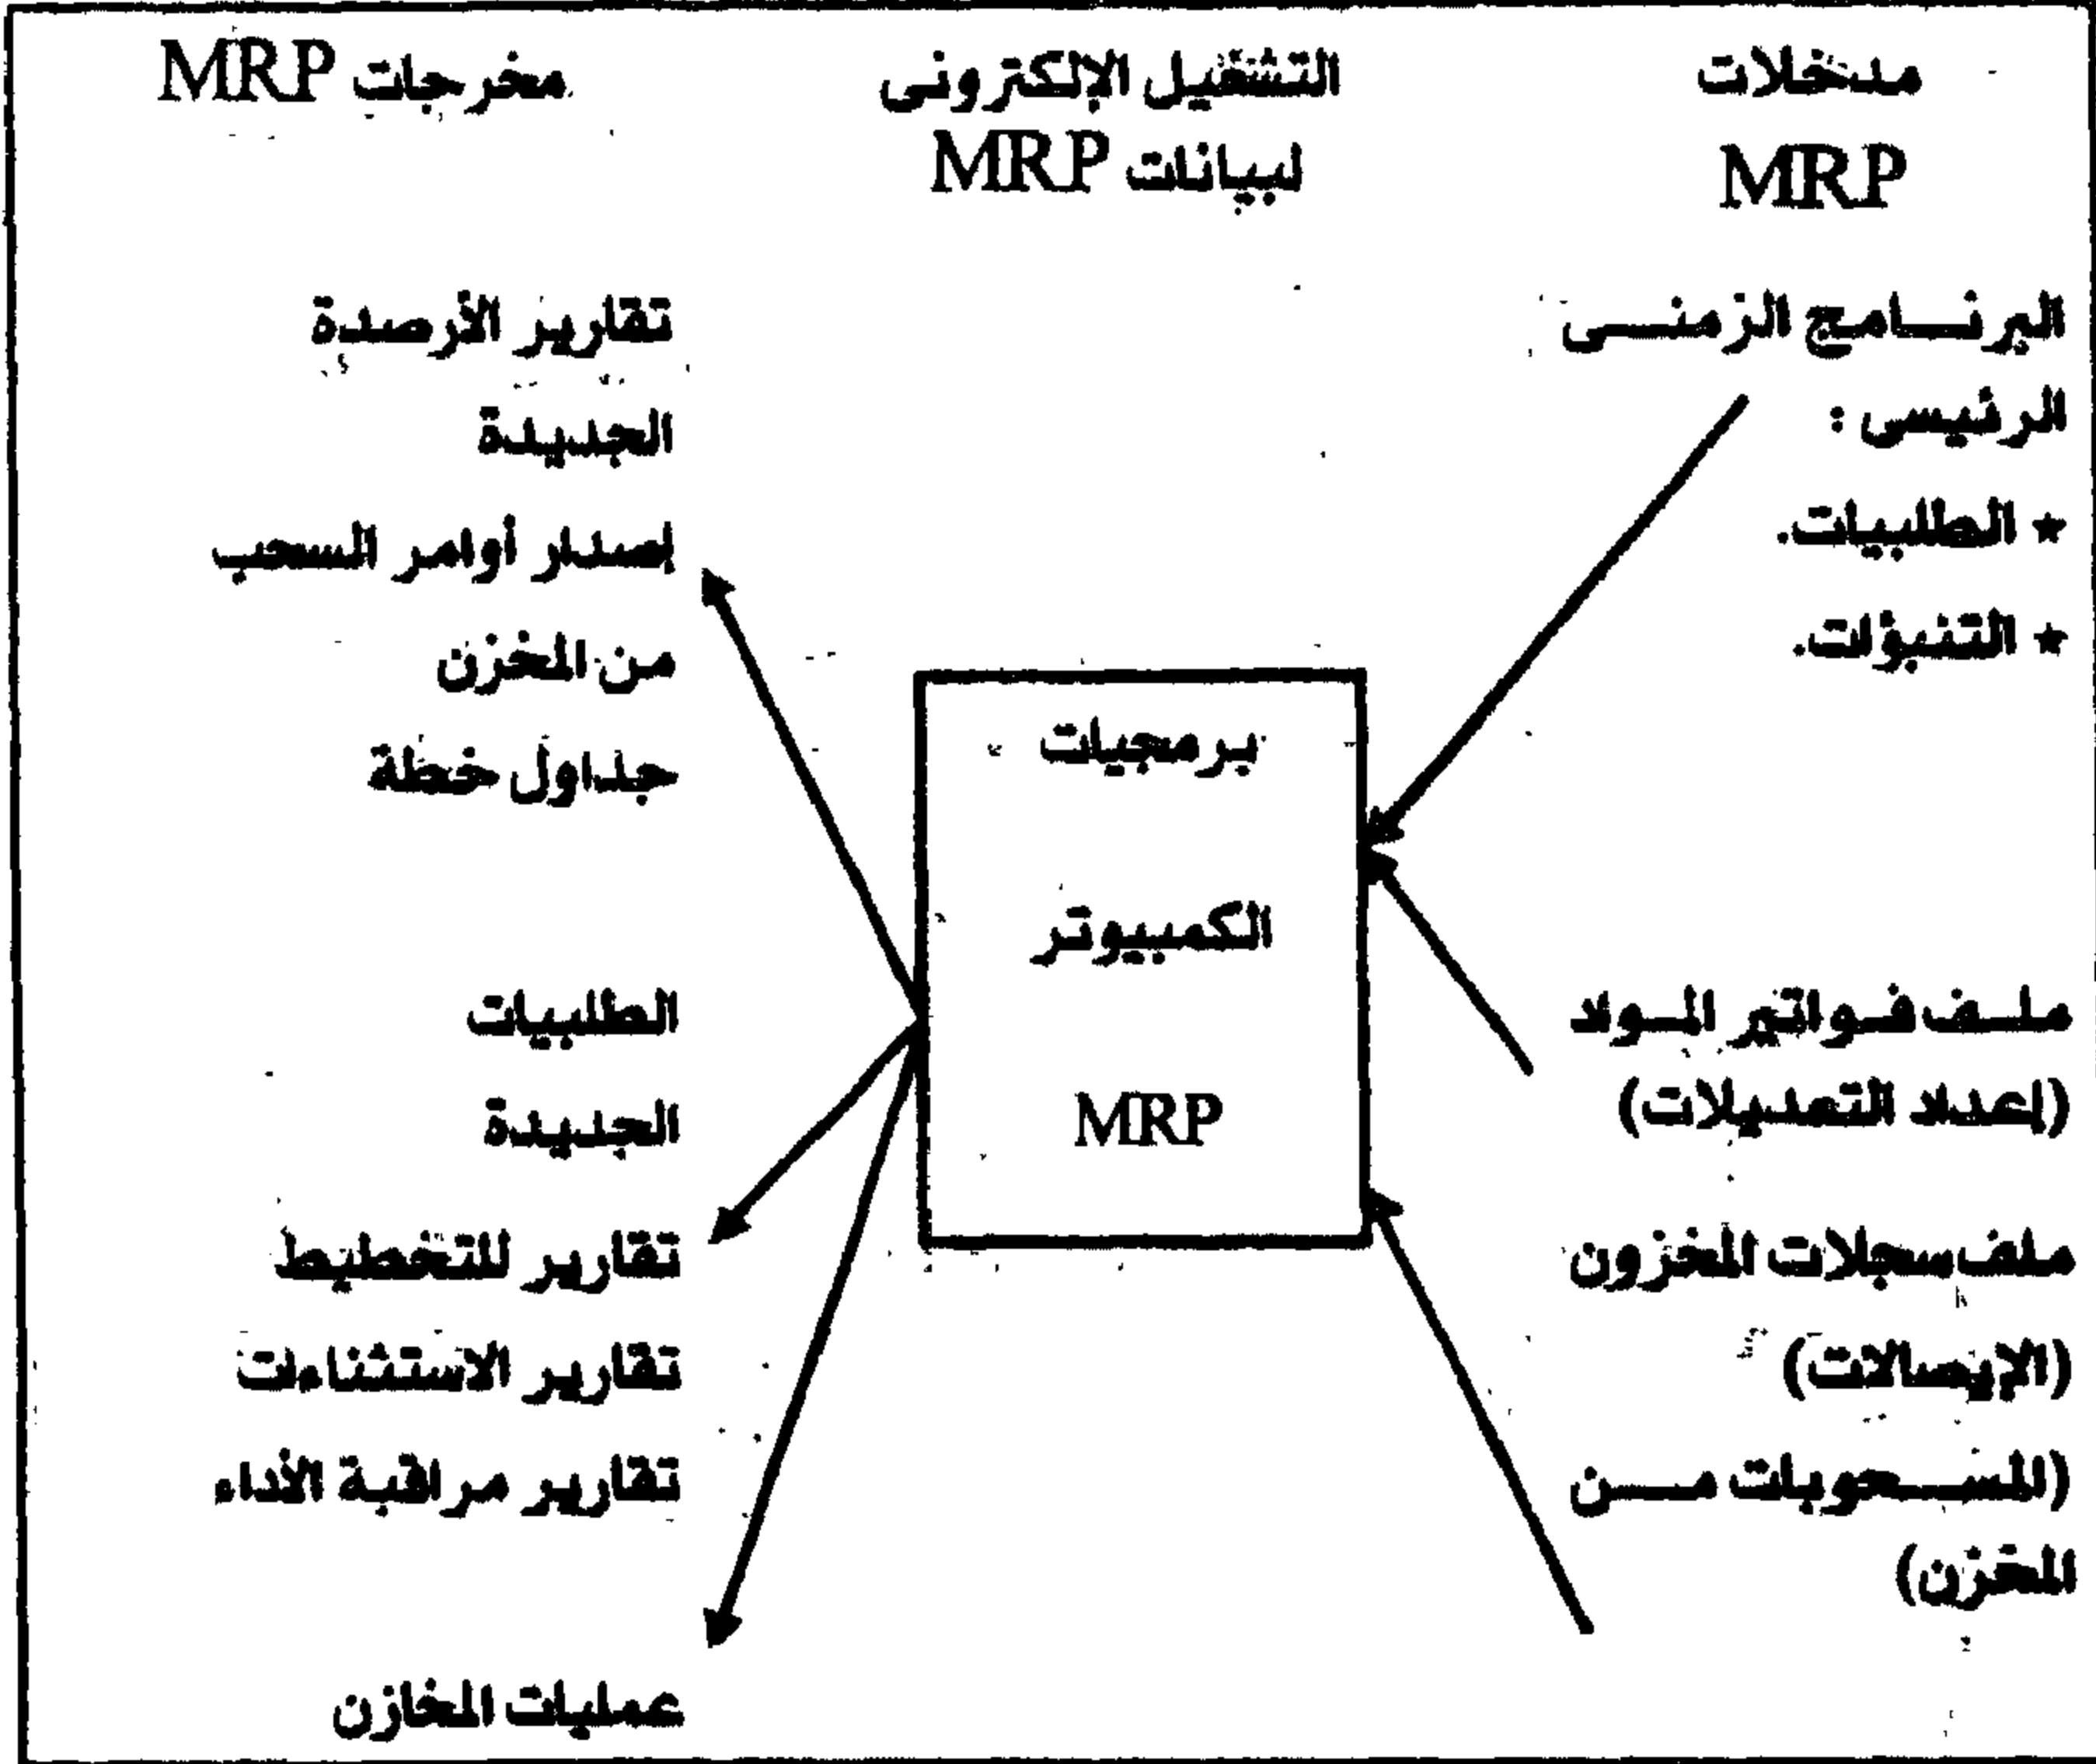 مدخلات
MRP
البرنامج الزمنى
الرئيسى :
★ الطلبيات.
★ التنبؤات.
ملف فواتير المواد
(إعداد التعديلات)
ملف سجلات المخزون
(الإيصالات)
(المسحوبات من
المخزن)
التشغيل الإلكترونى
لبيانات MRP
برمجيات
الكمبيوتر
MRP
مخرجات MRP
تقارير الأرصدة
الجديدة
إصدار أوامر السحب
من المخزن
جداول خطة
الطلبيات
الجديدة
تقارير للتخطيط
تقارير الاستثناءات
تقارير مراقبة الأداء
عمليات المخازن